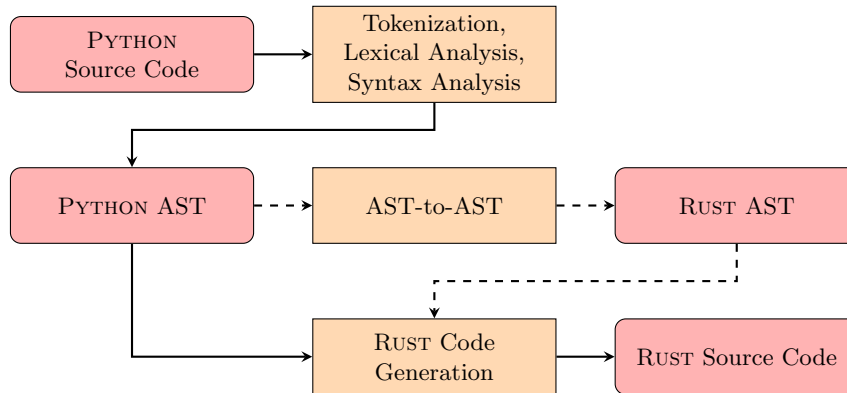 PYTHON
Source Code
Tokenization,
Lexical Analysis,
Syntax Analysis
PYTHON AST
AST-to-AST
RUST AST
RUST Code
Generation
RUST Source Code